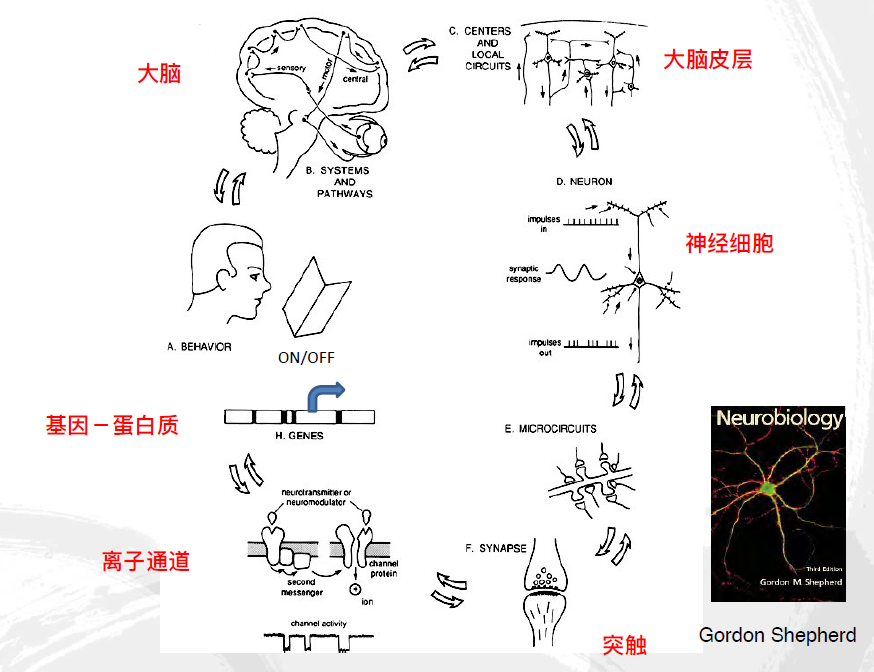 大脑
sensory
motor
central
B. SYSTEMS
AND
PATHWAYS
C. CENTERS
AND
LOCAL
CIRCUITS
大脑皮层
D. NEURON
impulses
in
synaptic
response
impulses
out
神经细胞
A. BEHAVIOR
ON/OFF
基因－蛋白质
H. GENES
E. MICROCIRCUITS
neurotransmitter or
neuromodulator
离子通道
second
messenger
channel
protein
ion
channel activity
F. SYNAPSE
突触
Neurobiology
Third Edition
Gordon M. Shepherd
Gordon Shepherd